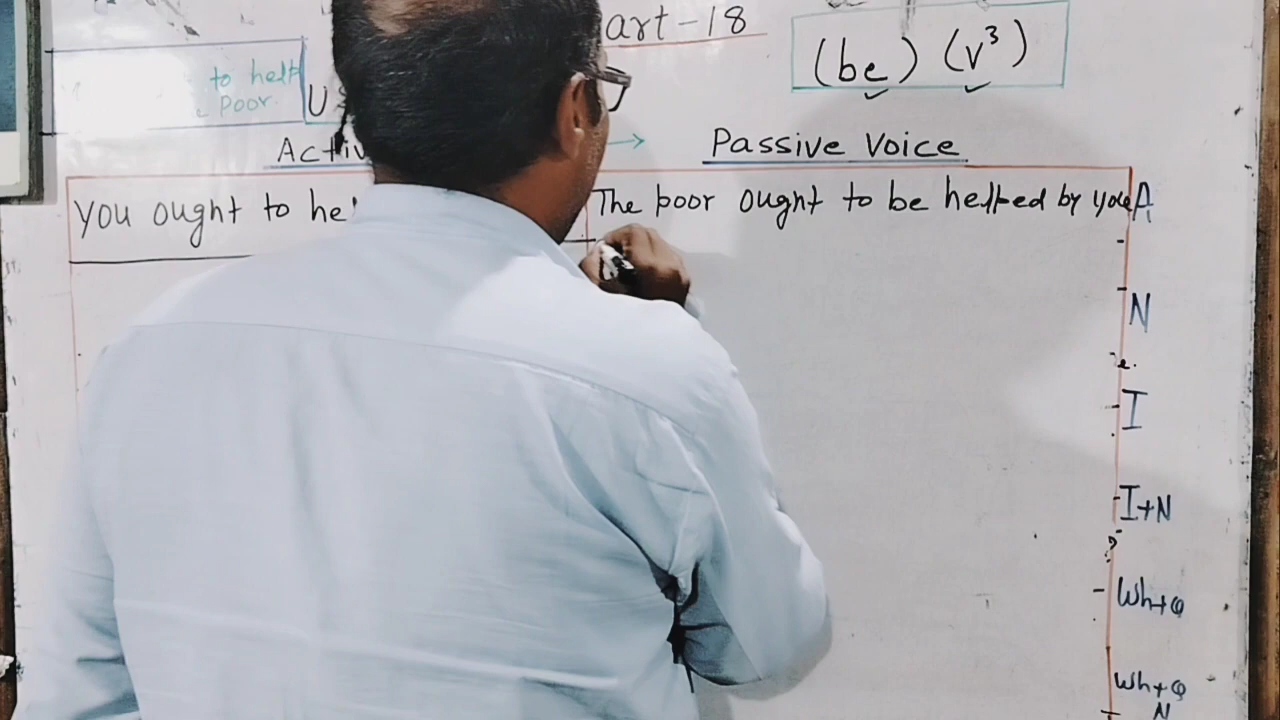 art-18
(be) (v³)
to help
Poor
Passive Voice
You ought to
The poor ought to be helped by you A
N
I
I+N
Wh+Q
Wh+Q
N